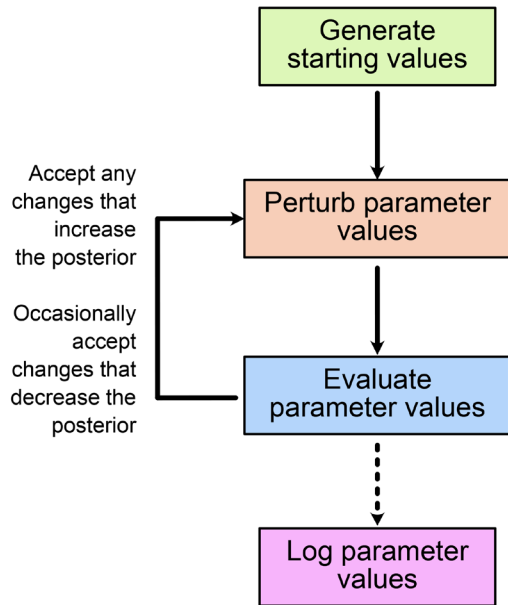 Generate
starting values
Accept any
changes that
increase
the posterior
Perturb parameter
values
Occasionally
accept
changes that
decrease the
posterior
Evaluate
parameter values
Log parameter
values